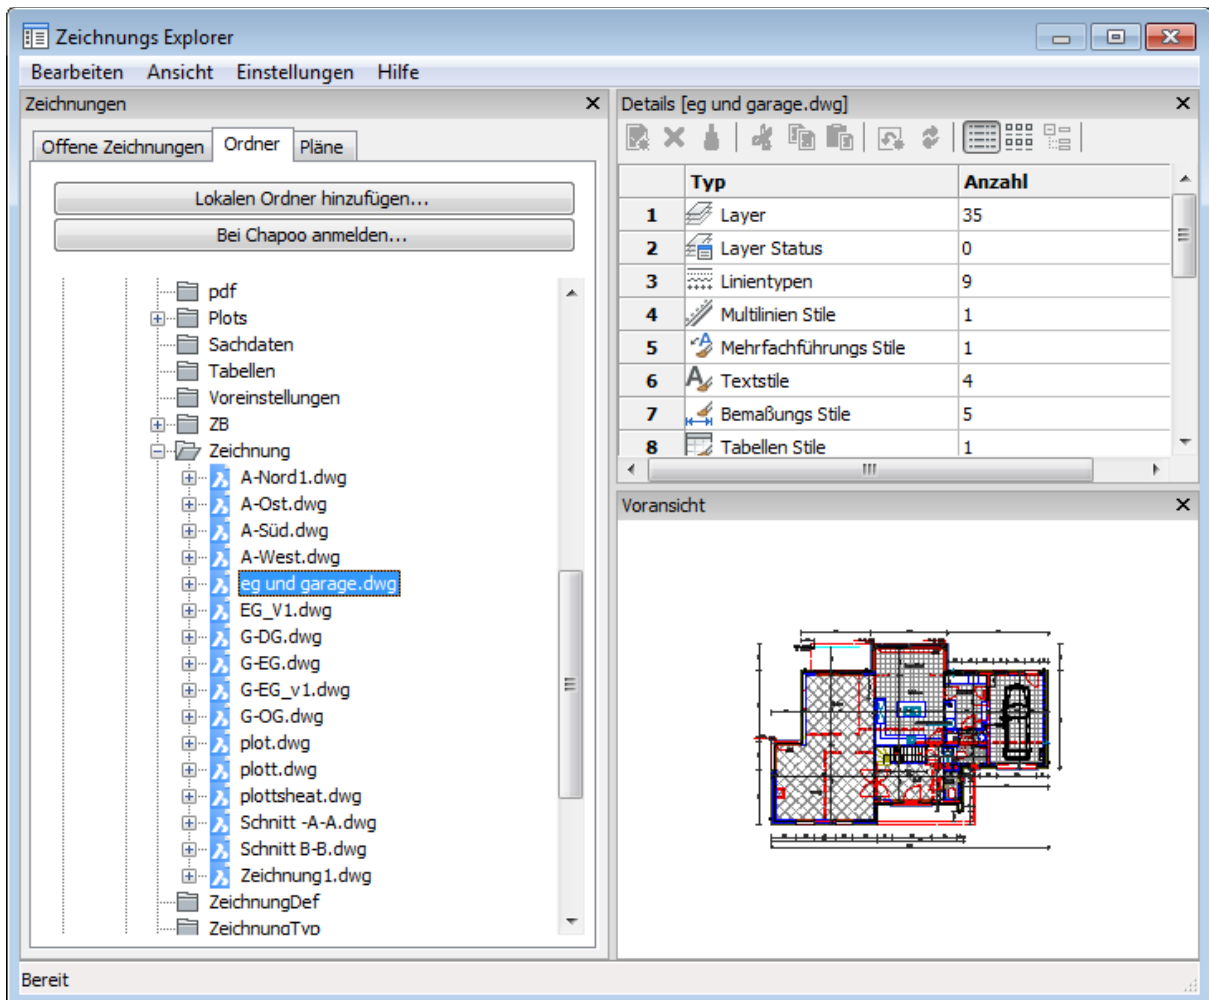 Zeichnungs Explorer
Bearbeiten Ansicht Einstellungen Hilfe
Zeichnungen
Offene Zeichnungen Ordner Pläne
Lokalen Ordner hinzufügen...
Bei Chapoo anmelden...
pdf
Plots
Sachdaten
Tabellen
Voreinstellungen
ZB
Zeichnung
A-Nord1.dwg
A-Ost.dwg
A-Süd.dwg
A-West.dwg
eg und garage.dwg
EG_V1.dwg
G-DG.dwg
G-EG.dwg
G-EG_v1.dwg
G-OG.dwg
plot.dwg
plott.dwg
plottsheat.dwg
Schnitt -A-A.dwg
Schnitt B-B.dwg
Zeichnung1.dwg
ZeichnungDef
ZeichnungTyp
Details [eg und garage.dwg]
Typ Anzahl
1 Layer 35
2 Layer Status 0
3 Linientypen 9
4 Multilinien Stile 1
5 Mehrfachführungs Stile 1
6 Textstile 4
7 Bemaßungs Stile 5
8 Tabellen Stile 1
Voransicht
Bereit